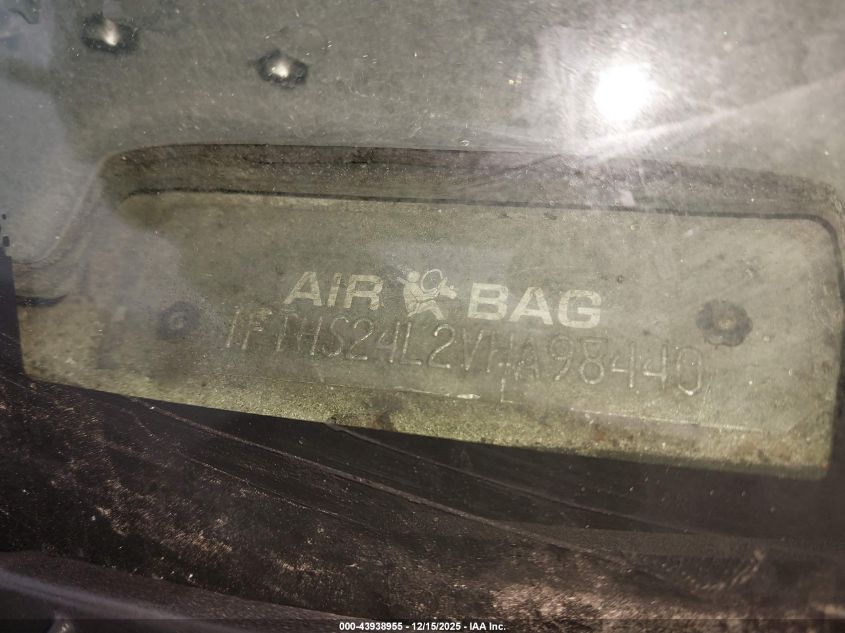 AIR BAG
1FTHS24L2VHA98440
000-43938955 - 12/15/2025 - IAA Inc.